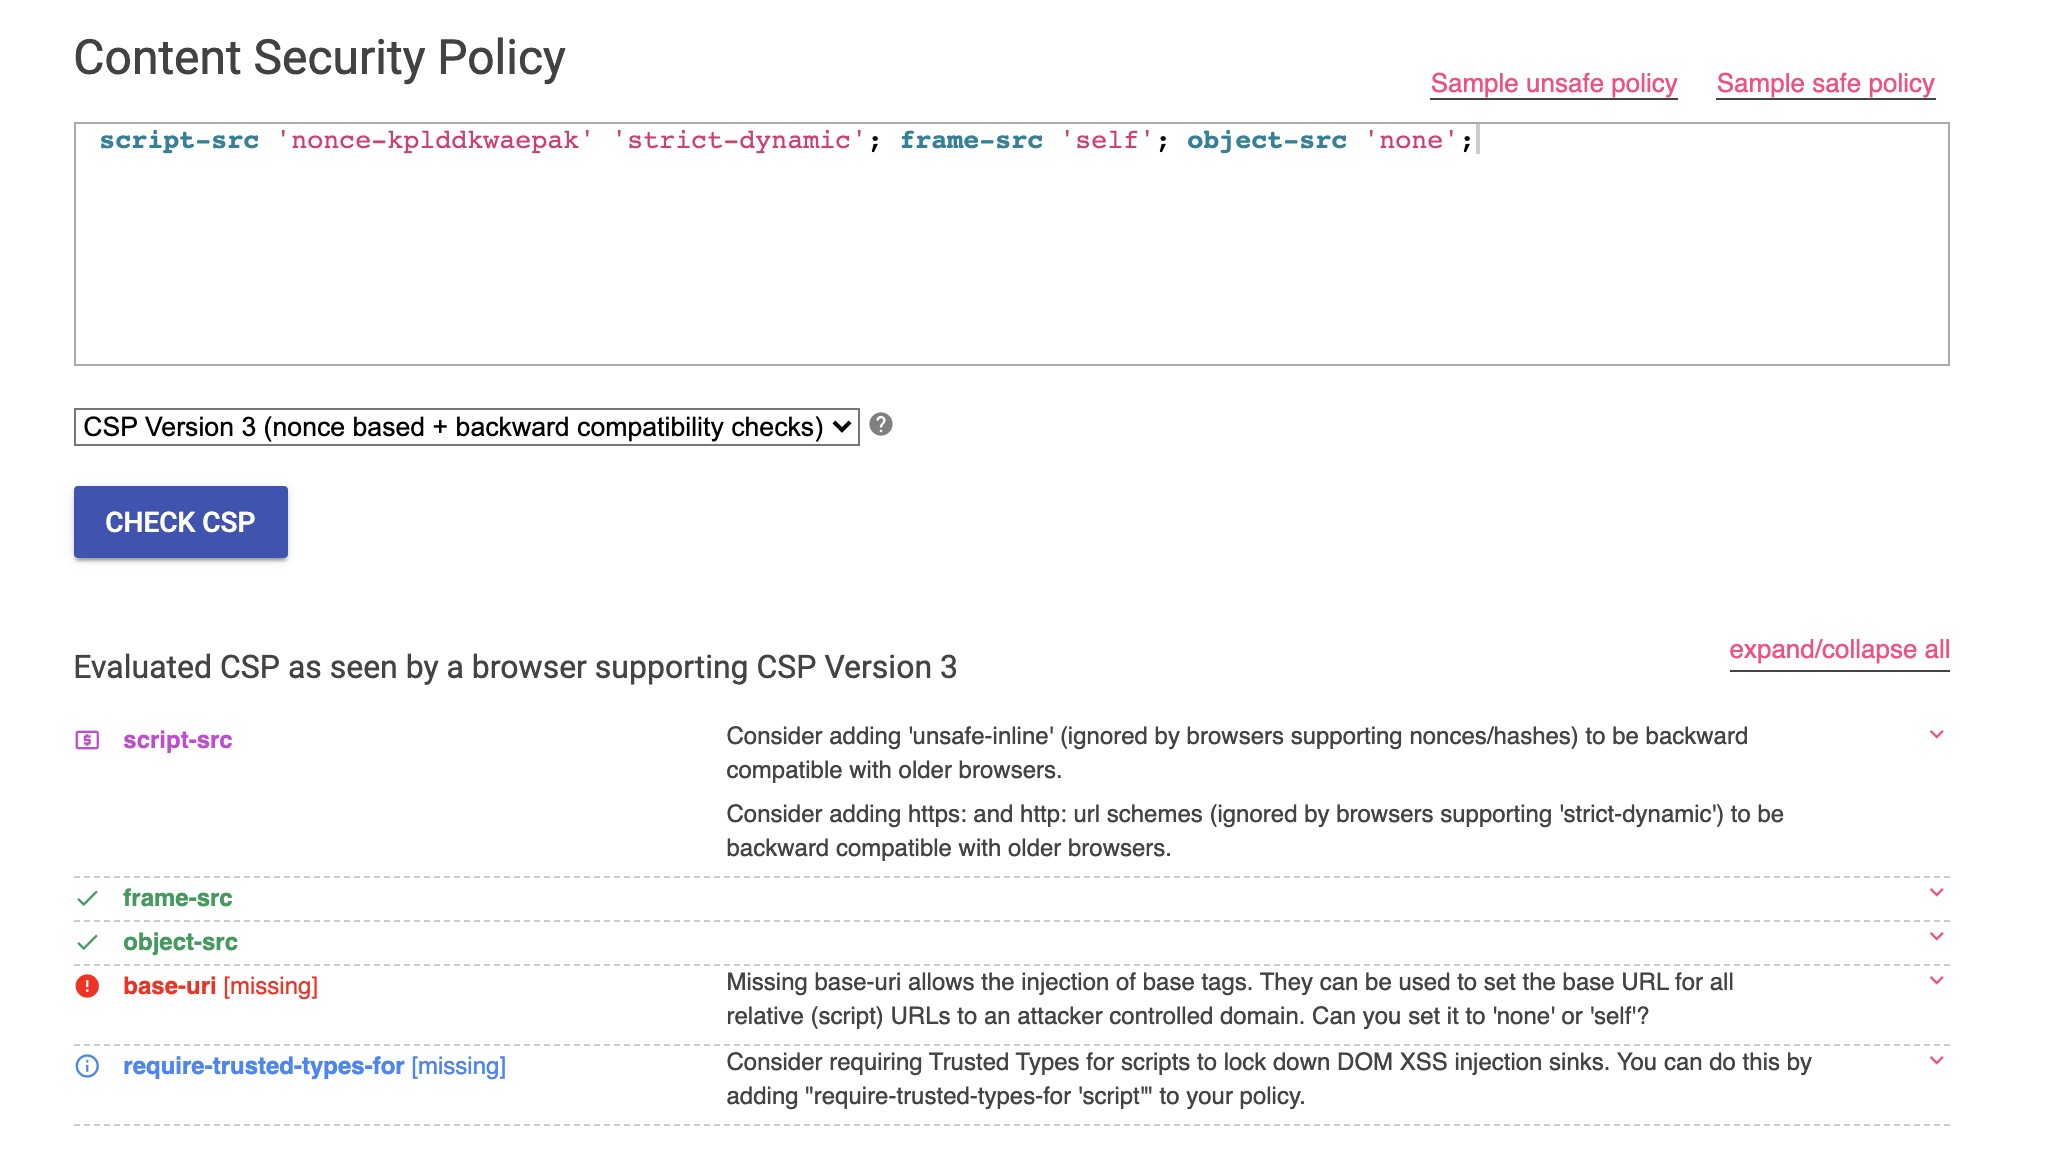 Content Security Policy
Sample unsafe policy
Sample safe policy
script-src 'nonce-kplddkwaepak' 'strict-dynamic'; frame-src 'self'; object-src 'none';
CSP Version 3 (nonce based + backward compatibility checks)
?
CHECK CSP
expand/collapse all
Evaluated CSP as seen by a browser supporting CSP Version 3
$ script-src
Consider adding 'unsafe-inline' (ignored by browsers supporting nonces/hashes) to be backward
compatible with older browsers.
Consider adding https: and http: url schemes (ignored by browsers supporting 'strict-dynamic') to be
backward compatible with older browsers.
frame-src
object-src
! base-uri [missing]
Missing base-uri allows the injection of base tags. They can be used to set the base URL for all
relative (script) URLs to an attacker controlled domain. Can you set it to 'none' or 'self'?
i require-trusted-types-for [missing]
Consider requiring Trusted Types for scripts to lock down DOM XSS injection sinks. You can do this by
adding "require-trusted-types-for 'script'" to your policy.